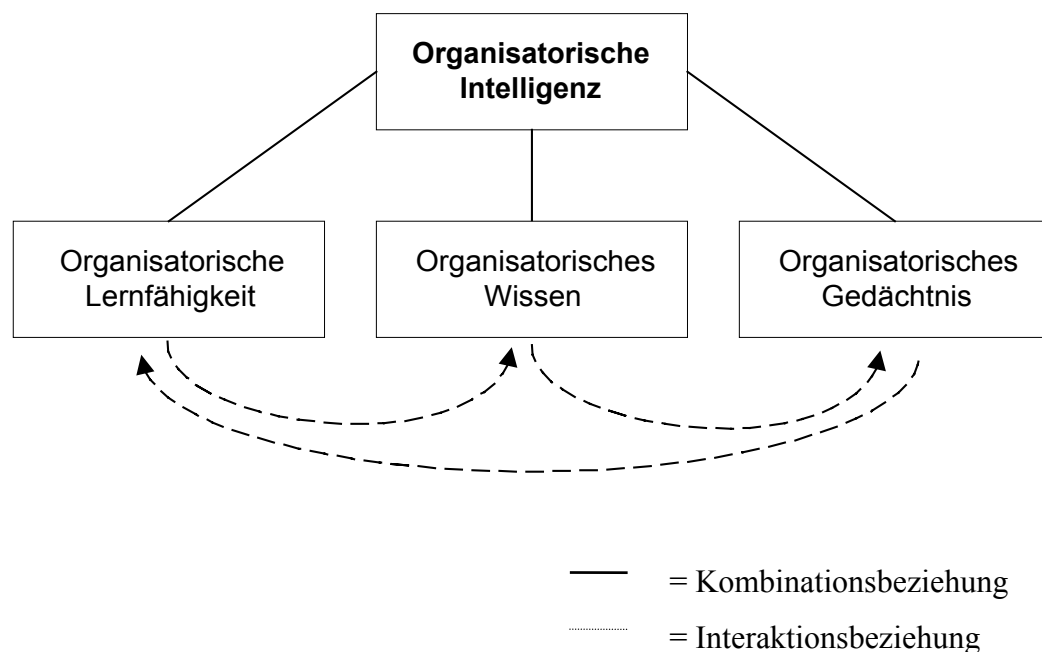 Organisatorische
Intelligenz
Organisatorische
Lernfähigkeit
Organisatorisches
Wissen
Organisatorisches
Gedächtnis
= Kombinationsbeziehung
= Interaktionsbeziehung